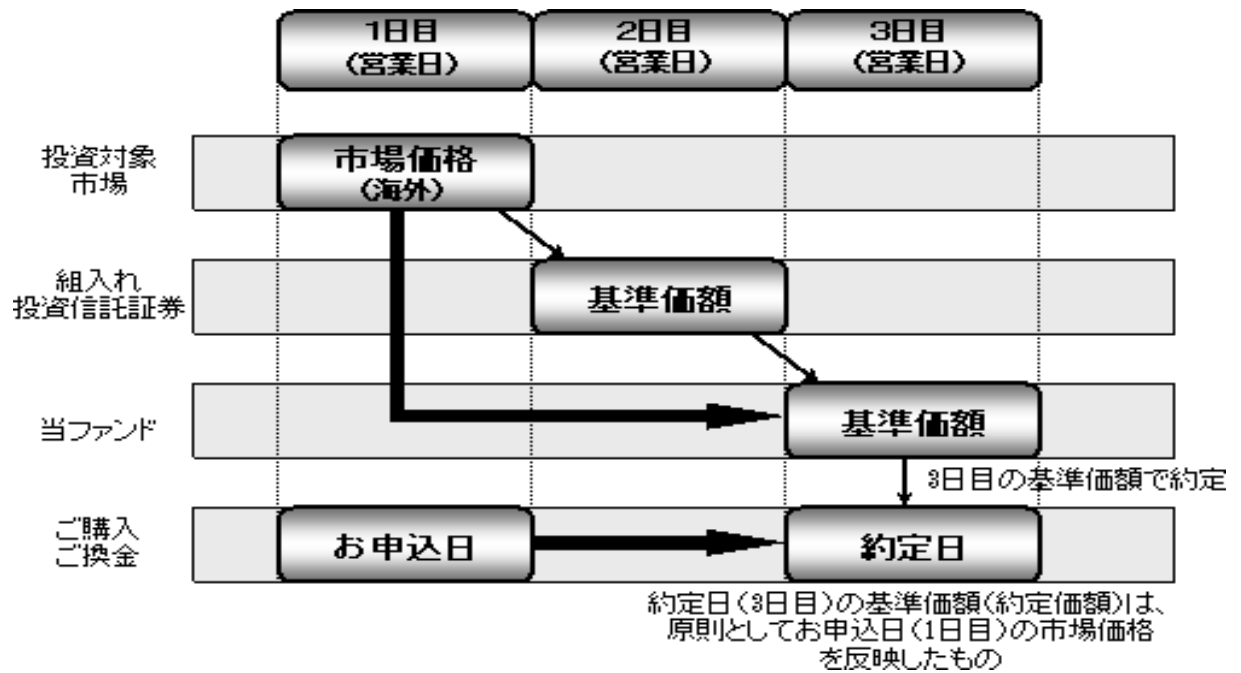 1日目
(営業日)
2日目
(営業日)
3日目
(営業日)
投資対象
市場
市場価格
(海外)
組入れ
投資信託証券
基準価額
当ファンド
基準価額
3日目の基準価額で約定
ご購入
ご換金
お申込日
約定日
約定日(3日目)の基準価額(約定価額)は、
原則としてお申込日(1日目)の市場価格
を反映したもの